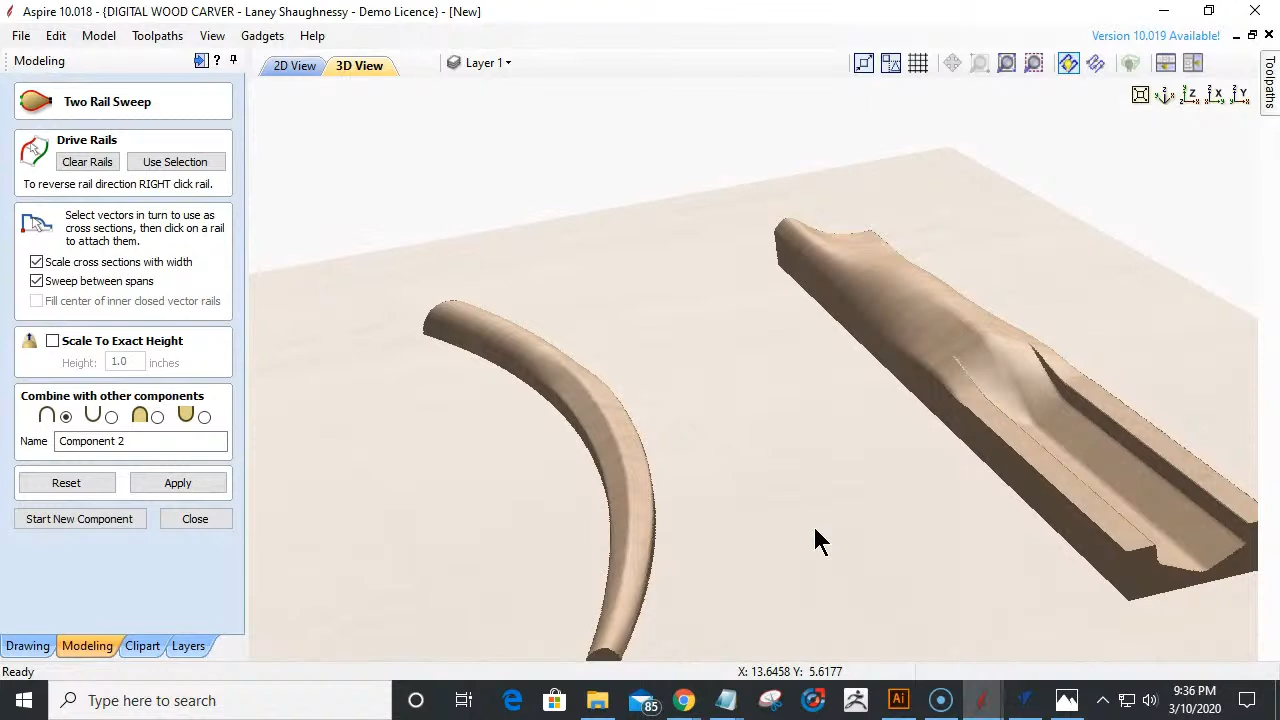 Aspire 10.018 - {DIGITAL WOOD CARVER - Laney Shaughnessy - Demo Licence} - [New]
File Edit Model Toolpaths View Gadgets Help
Version 10.019 Available!
Modeling
2D View
3D View
Layer 1
Toolpaths
Z X Y
Two Rail Sweep
Drive Rails
Clear Rails
Use Selection
To reverse rail direction RIGHT click rail.
Select vectors in turn to use as
cross sections, then click on a rail
to attach them.
Scale cross sections with width
Sweep between spans
Fill center of inner closed vector rails
Scale To Exact Height
Height: 1.0 inches
Combine with other components
Name Component 2
Reset
Apply
Start New Component
Close
Drawing
Modeling
Clipart
Layers
Ready
X: 13.6458 Y: 5.6177
Type here to search
85
9:36 PM
3/10/2020